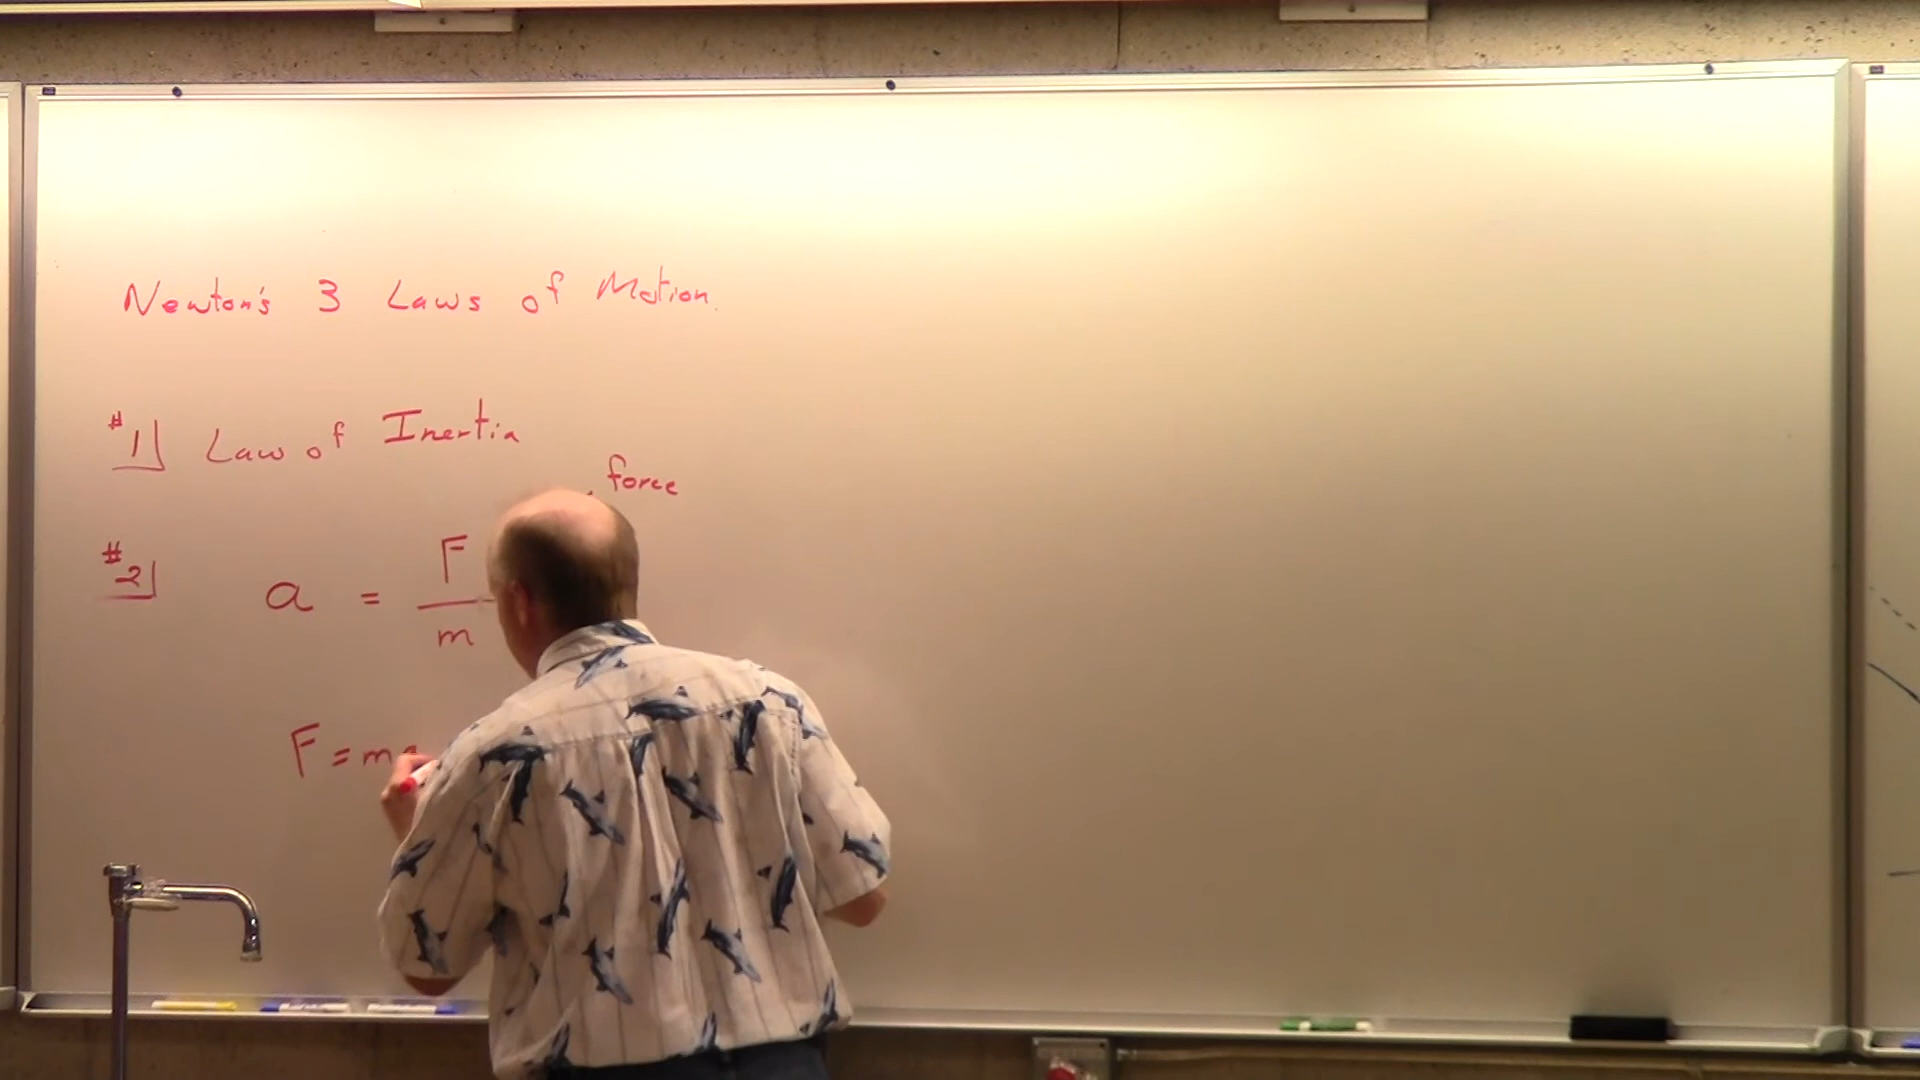 Newton's 3 Laws of Motion.
#1 Law of Inertia
force
#2 a = F/m
F = ma